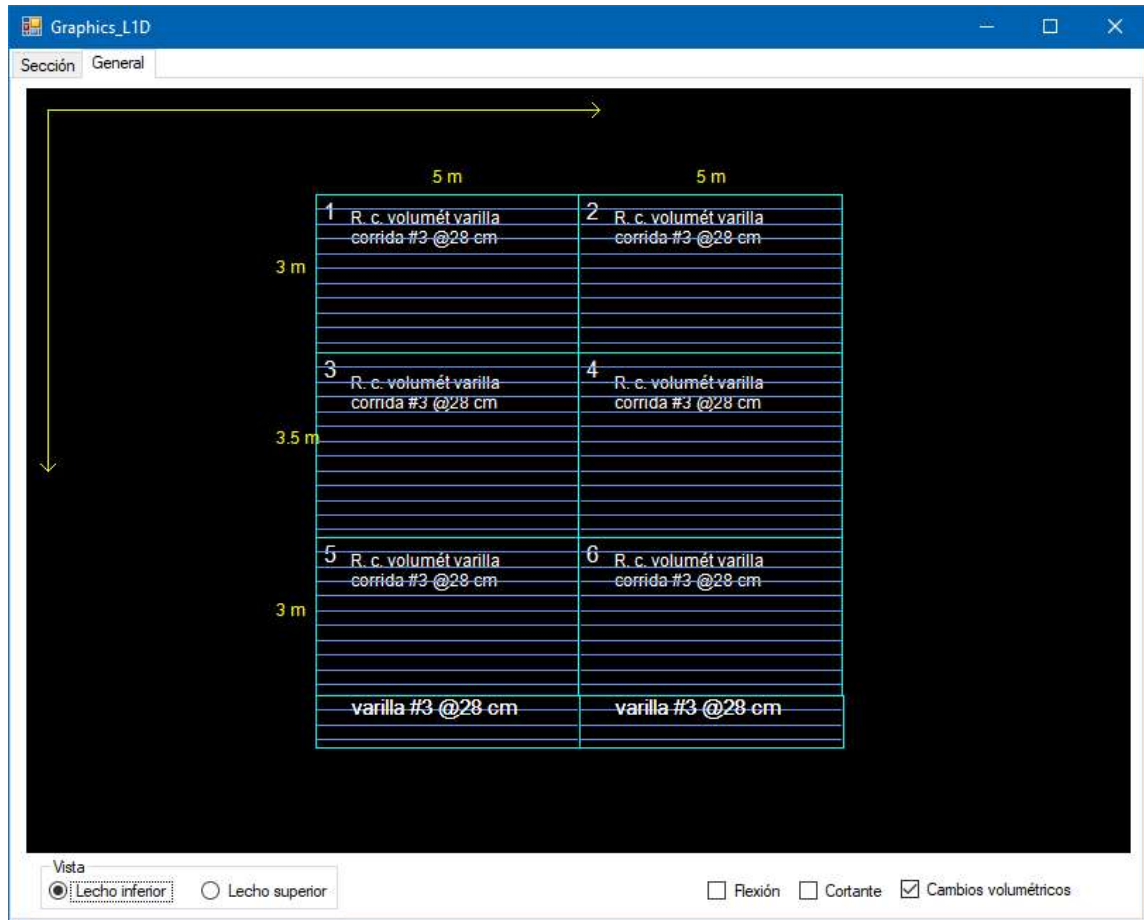 Graphics_L1D
Sección General
5 m 5 m
1 R. c. volumét varilla
corrida #3 @28 cm
2 R. c. volumét varilla
corrida #3 @28 cm
3 m
3 R. c. volumét varilla
corrida #3 @28 cm
4 R. c. volumét varilla
corrida #3 @28 cm
3.5 m
5 R. c. volumét varilla
corrida #3 @28 cm
6 R. c. volumét varilla
corrida #3 @28 cm
3 m
varilla #3 @28 cm varilla #3 @28 cm
Vista
Lecho inferior Lecho superior
Flexión Cortante Cambios volumétricos